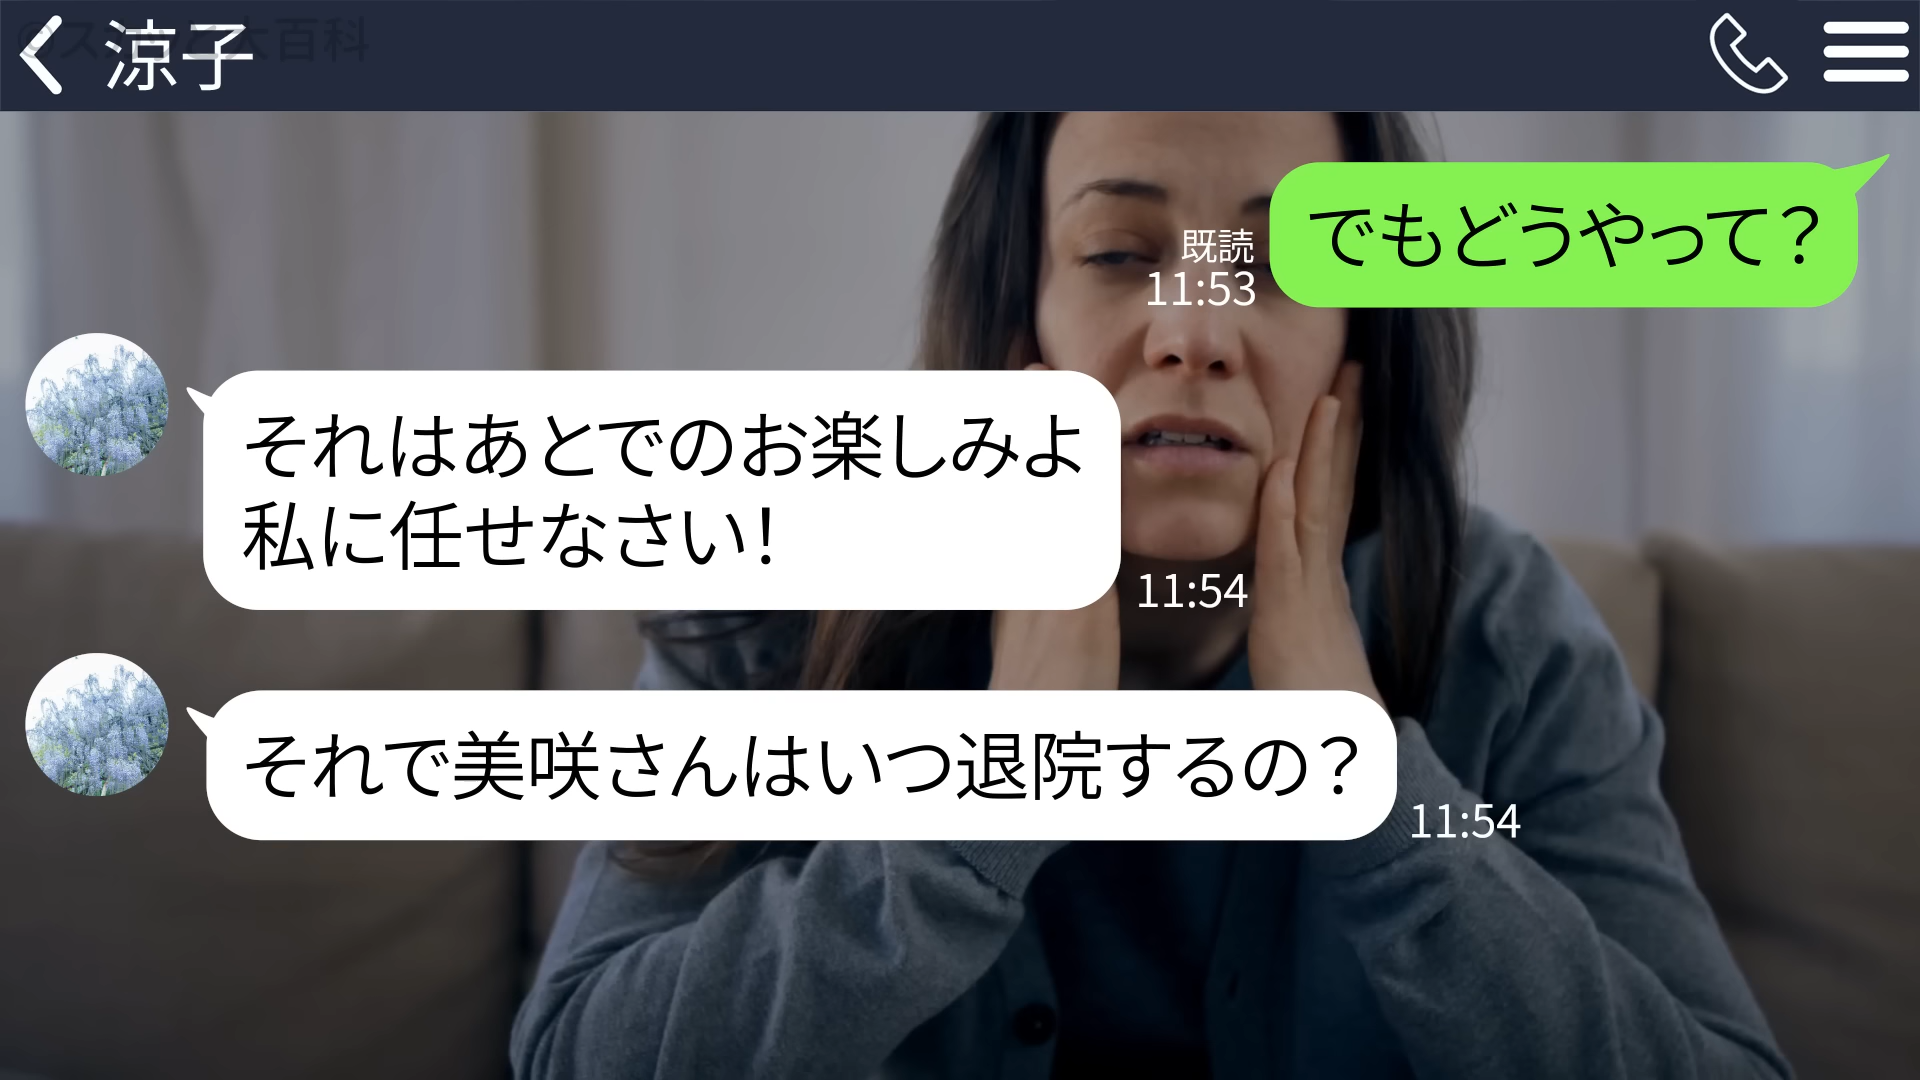 涼子
でもどうやって？
既読
11:53
それはあとでのお楽しみよ
私に任せなさい！
11:54
それで美咲さんはいつ退院するの？
11:54